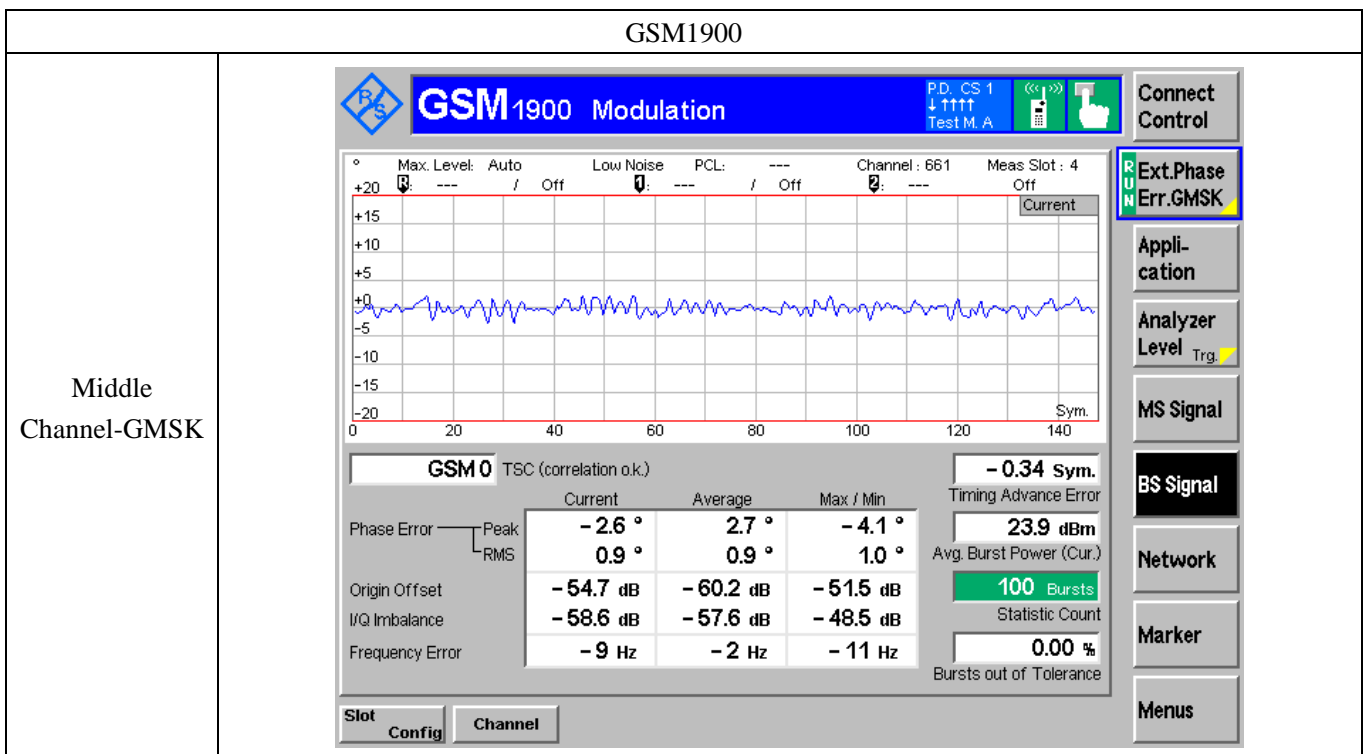 GSM1900
Middle
Channel-GMSK
R/S GSM 1900 Modulation
P.D. CS 1
↓ ↑↑↑↑
Test M. A
Connect
Control
° Max. Level: Auto Low Noise PCL: --- Channel : 661 Meas Slot : 4
R: --- / Off 1: --- / Off 2: --- Off
Current
+20
+15
+10
+5
+0
-5
-10
-15
-20
Sym.
0 20 40 60 80 100 120 140
GSM 0 TSC (correlation o.k.)
Current Average Max / Min
Phase Error Peak – 2.6 ° 2.7 ° – 4.1 °
RMS 0.9 ° 0.9 ° 1.0 °
Origin Offset – 54.7 dB – 60.2 dB – 51.5 dB
I/Q Imbalance – 58.6 dB – 57.6 dB – 48.5 dB
Frequency Error – 9 Hz – 2 Hz – 11 Hz
– 0.34 Sym.
Timing Advance Error
23.9 dBm
Avg. Burst Power (Cur.)
100 Bursts
Statistic Count
0.00 %
Bursts out of Tolerance
RUN
Ext.Phase
Err.GMSK
Appli-
cation
Analyzer
Level Trg.
MS Signal
BS Signal
Network
Marker
Menus
Slot
Config
Channel